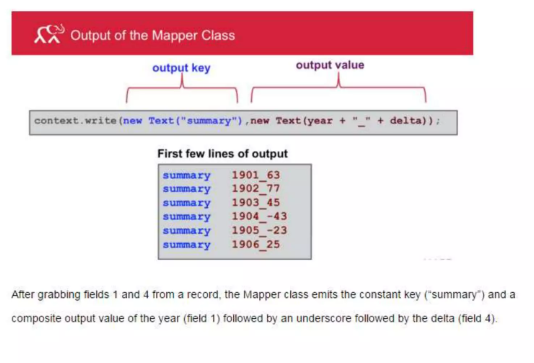 Output of the Mapper Class
output key output value
context.write(new Text("summary"),new Text(year + "_" + delta));
First few lines of output
summary 1901_63
summary 1902_77
summary 1903_45
summary 1904_-43
summary 1905_-23
summary 1906_25
After grabbing fields 1 and 4 from a record, the Mapper class emits the constant key ("summary") and a
composite output value of the year (field 1) followed by an underscore followed by the delta (field 4).